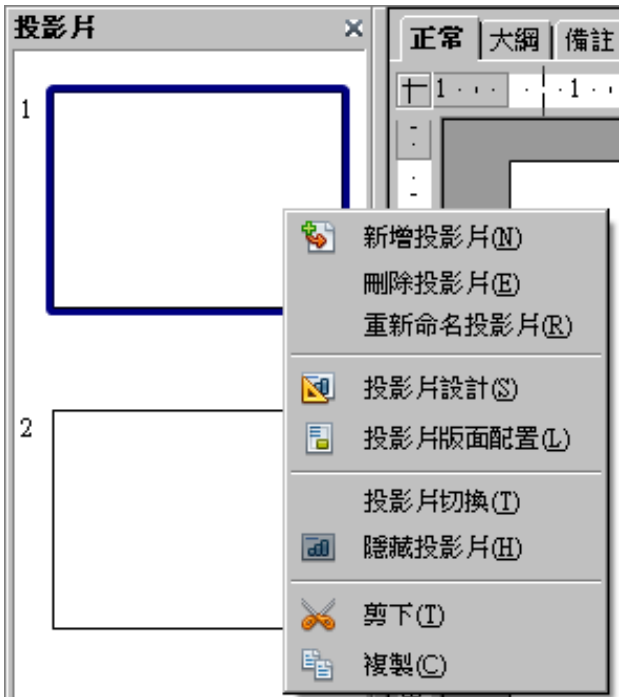 投影片
正常 大綱 備註
1 1
1
新增投影片(N)
刪除投影片(E)
重新命名投影片(R)
投影片設計(S)
2
投影片版面配置(L)
投影片切換(T)
隱藏投影片(H)
剪下(T)
複製(C)